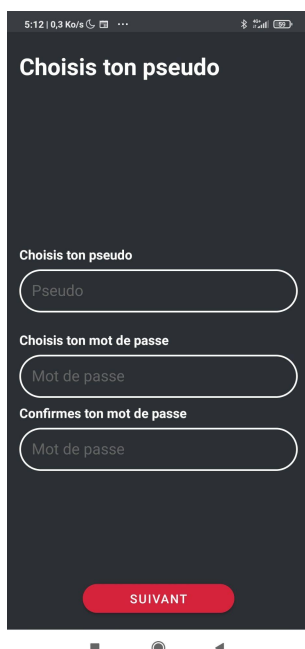 5:12 | 0,3 Ko/s ...
59
Choisis ton pseudo
Choisis ton pseudo
Pseudo
Choisis ton mot de passe
Mot de passe
Confirmes ton mot de passe
Mot de passe
SUIVANT